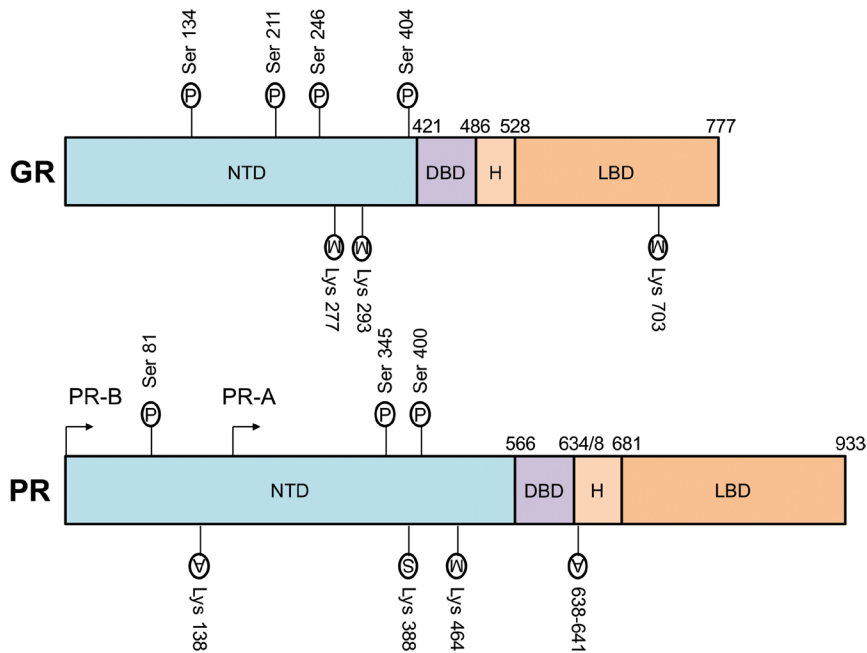 Ser 134
Ser 211
Ser 246
Ser 404
P
P
P
P
421
486
528
777
GR
NTD
DBD
H
LBD
M
M
M
Lys 277
Lys 293
Lys 703
PR-B
Ser 81
PR-A
Ser 345
Ser 400
P
P
P
566
634/8
681
933
PR
NTD
DBD
H
LBD
A
S
M
A
Lys 138
Lys 388
Lys 464
638-641